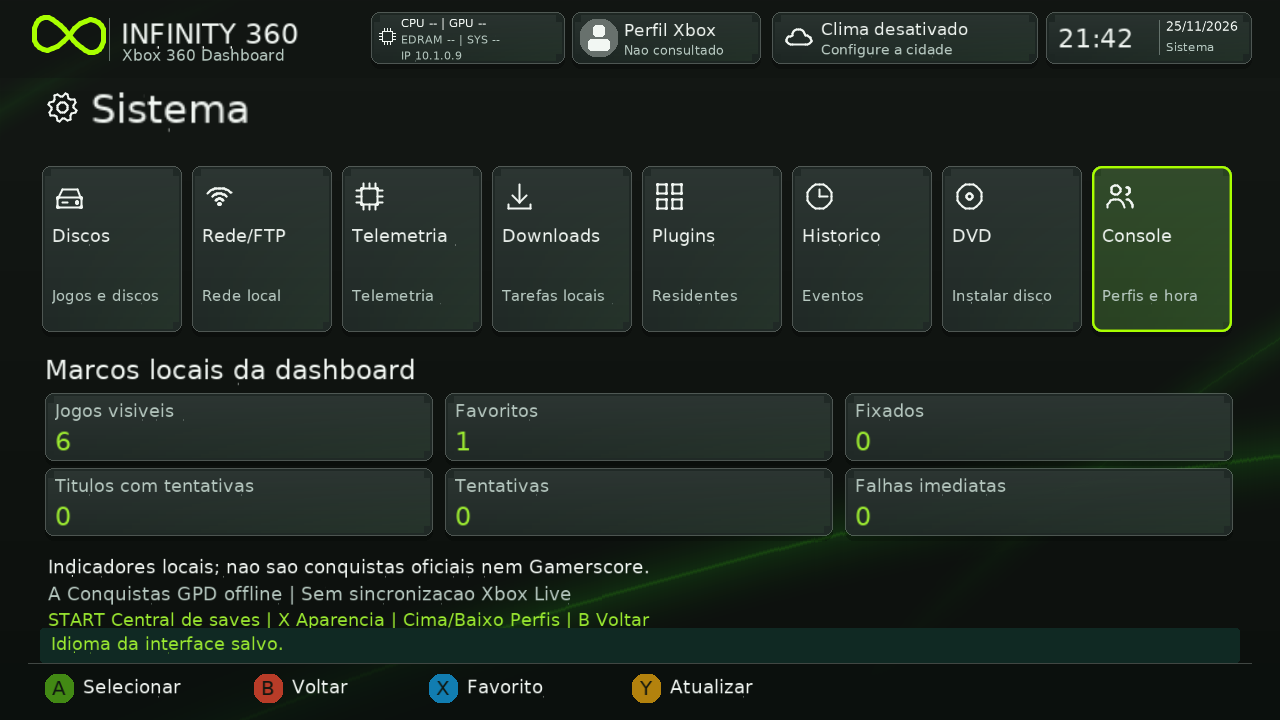 INFINITY 360
Xbox 360 Dashboard
CPU -- | GPU --
EDRAM -- | SYS --
IP 10.1.0.9
Perfil Xbox
Nao consultado
Clima desativado
Configure a cidade
21:42
25/11/2026
Sistema
Sistema
Discos
Jogos e discos
Rede/FTP
Rede local
Telemetria
Telemetria
Downloads
Tarefas locais
Plugins
Residentes
Historico
Eventos
DVD
Instalar disco
Console
Perfis e hora
Marcos locais da dashboard
Jogos visiveis
6
Favoritos
1
Fixados
0
Titulos com tentativas
0
Tentativas
0
Falhas imediatas
0
Indicadores locais; nao sao conquistas oficiais nem Gamerscore.
A Conquistas GPD offline | Sem sincronizacao Xbox Live
START Central de saves | X Aparencia | Cima/Baixo Perfis | B Voltar
Idioma da interface salvo.
A Selecionar
B Voltar
X Favorito
Y Atualizar